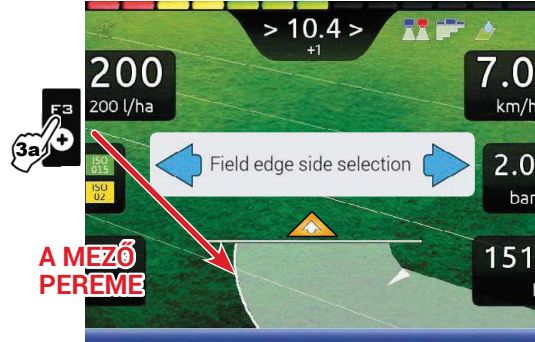 > 10.4 >
+1
200
200 l/ha
7.0
km/h
F3
3a
ISO
015
ISO
02
Field edge side selection
2.0
bar
A MEZŐ
PEREME
151